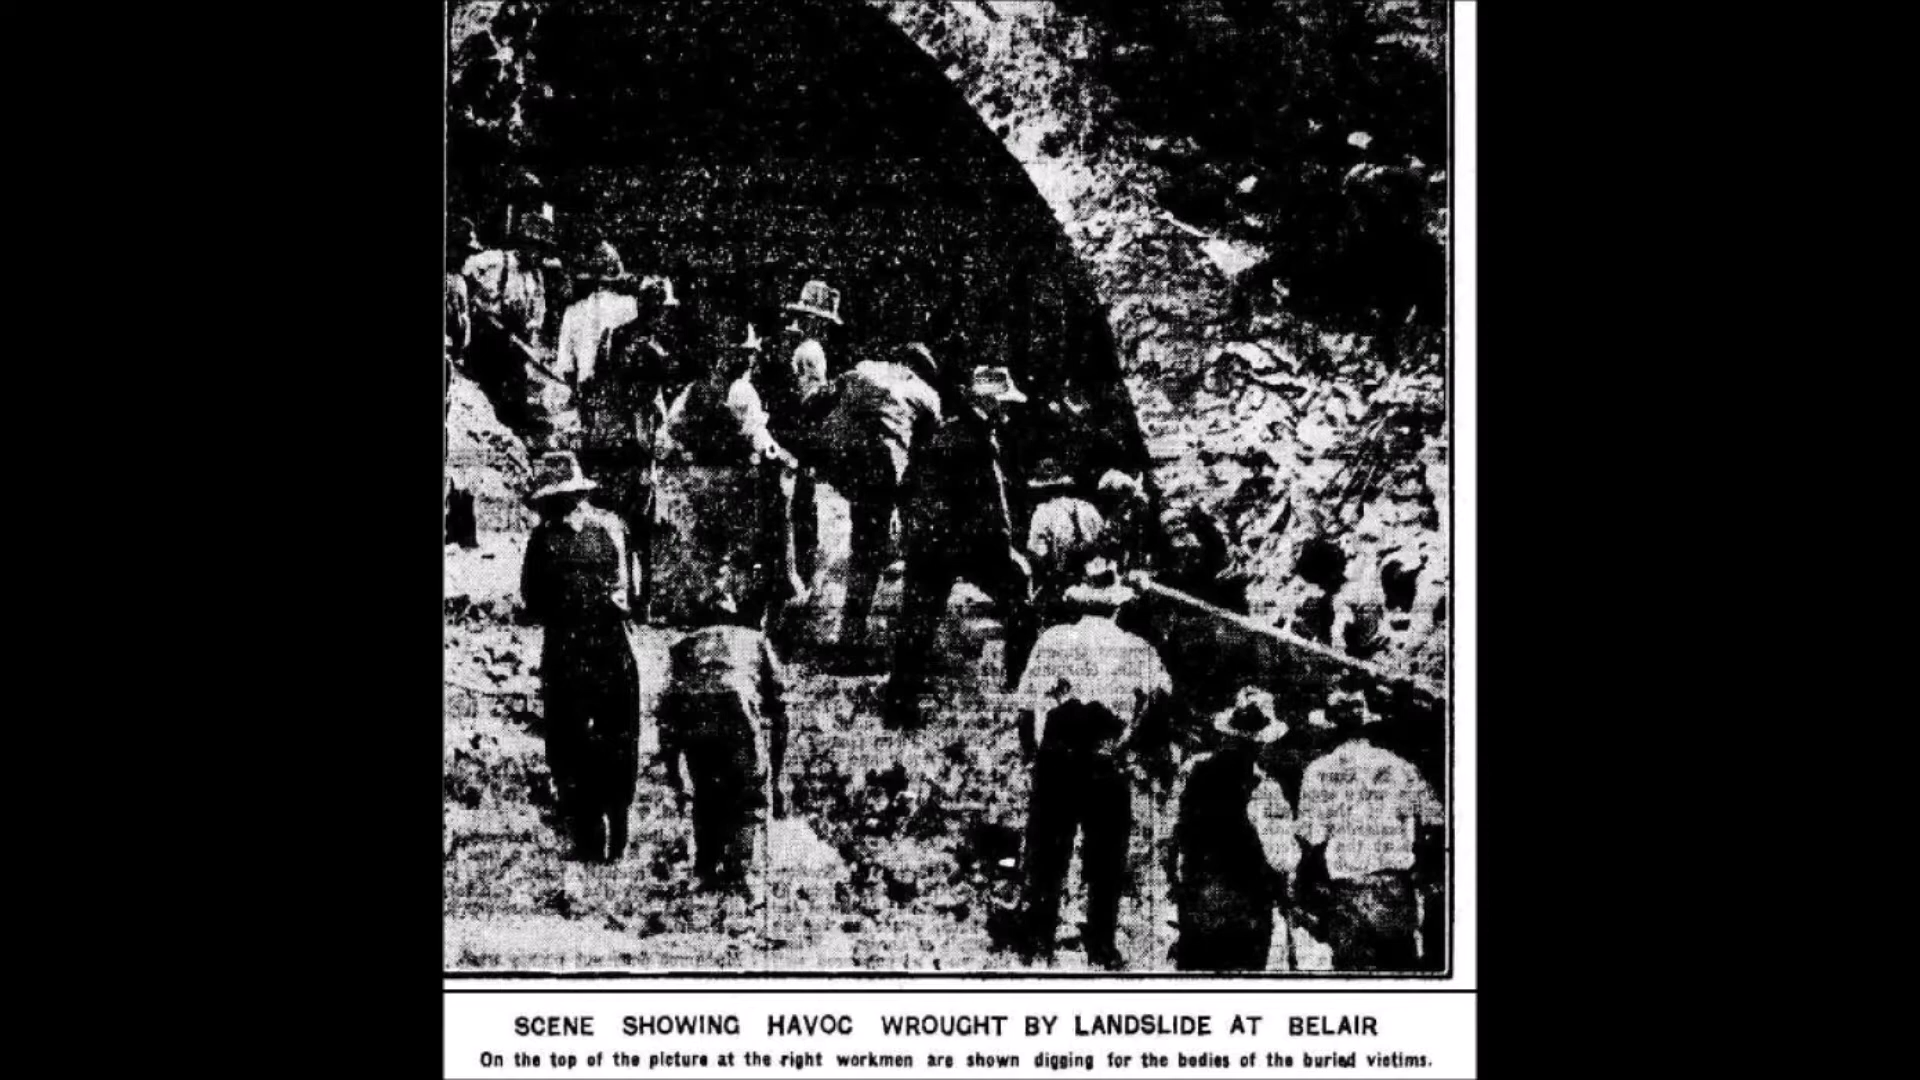 SCENE SHOWING HAVOC WROUGHT BY LANDSLIDE AT BELAIR
On the top of the picture at the right workmen are shown digging for the bodies of the buried victims.